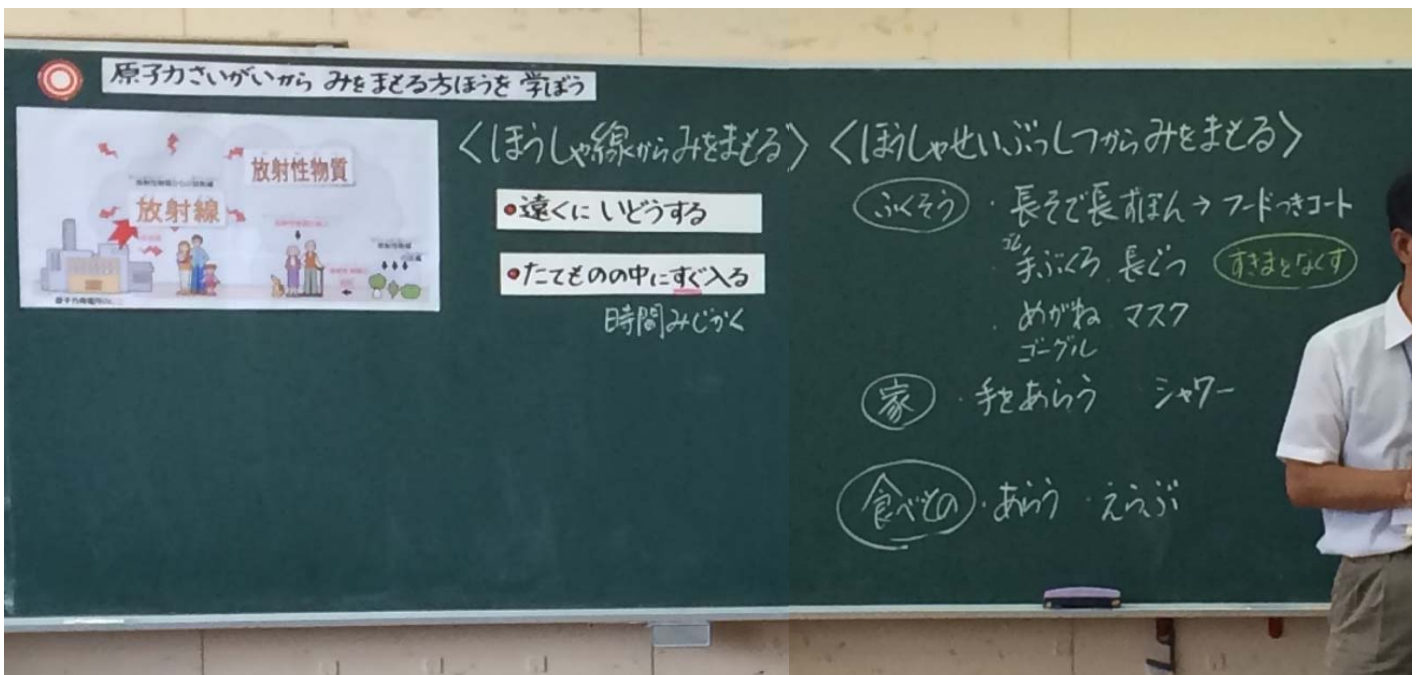 原子力さいがいから みをまもる方ほうを 学ぼう
放射性物質
放射線
<ほうしゃ線からみをまもる>
●遠くに いどうする
●たてものの中にすぐ入る
時間みじかく
<ほうしゃせいぶっしつからみをまもる>
ふくそう ・長そで長ずぼん→フードつきコート
ゴム
・手ぶくろ 長ぐつ すきまをなくす
・めがね マスク
ゴーグル
家 ・手をあらう シャワー
食べもの ・あらう ・えらぶ